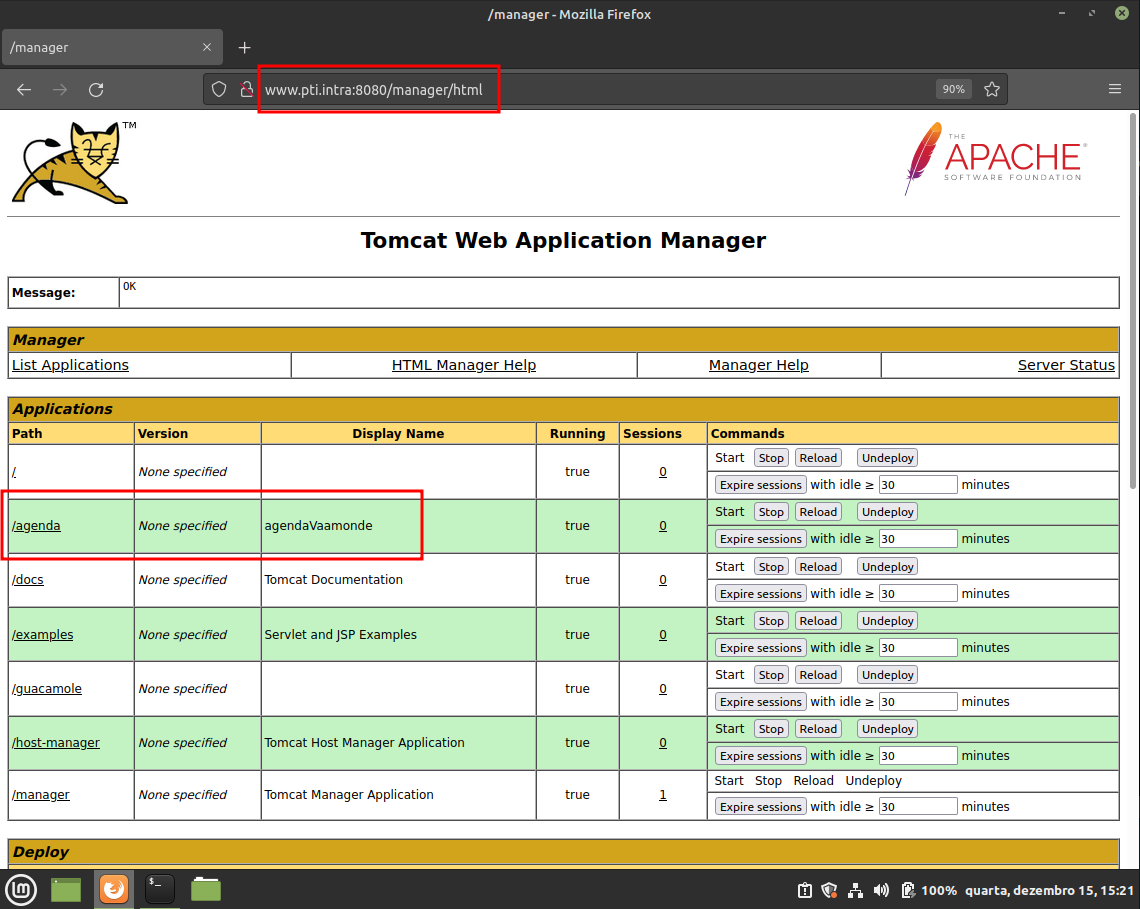 /manager - Mozilla Firefox
/manager
www.pti.intra:8080/manager/html
90%
TM
THE
APACHE®
SOFTWARE FOUNDATION
Tomcat Web Application Manager
Message: OK
Manager
List Applications HTML Manager Help Manager Help Server Status
Applications
Path Version Display Name Running Sessions Commands
/ None specified true 0 Start Stop Reload Undeploy
Expire sessions with idle ≥ 30 minutes
/agenda None specified agendaVaamonde true 0 Start Stop Reload Undeploy
Expire sessions with idle ≥ 30 minutes
/docs None specified Tomcat Documentation true 0 Start Stop Reload Undeploy
Expire sessions with idle ≥ 30 minutes
/examples None specified Servlet and JSP Examples true 0 Start Stop Reload Undeploy
Expire sessions with idle ≥ 30 minutes
/guacamole None specified true 0 Start Stop Reload Undeploy
Expire sessions with idle ≥ 30 minutes
/host-manager None specified Tomcat Host Manager Application true 0 Start Stop Reload Undeploy
Expire sessions with idle ≥ 30 minutes
/manager None specified Tomcat Manager Application true 1 Start Stop Reload Undeploy
Expire sessions with idle ≥ 30 minutes
Deploy
$_ 100% quarta, dezembro 15, 15:21